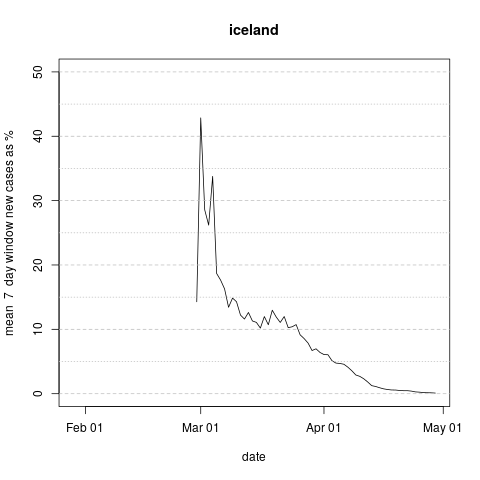 iceland
mean 7 day window new cases as %
50
40
30
20
10
0
Feb 01
Mar 01
Apr 01
May 01
date